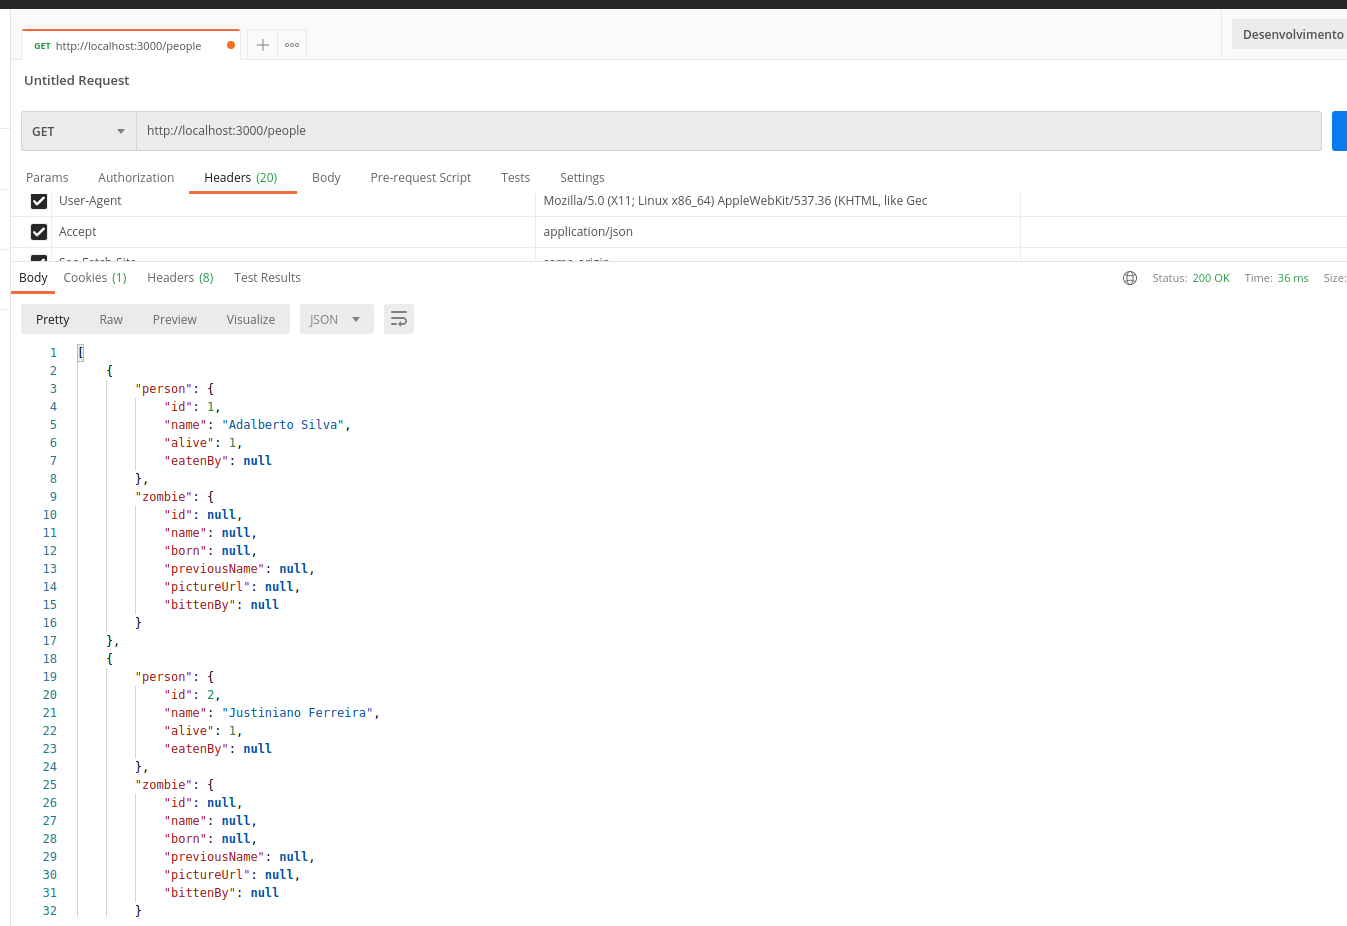 GET http://localhost:3000/people
Desenvolvimento
Untitled Request
GET http://localhost:3000/people
Params Authorization Headers (20) Body Pre-request Script Tests Settings
User-Agent Mozilla/5.0 (X11; Linux x86_64) AppleWebKit/537.36 (KHTML, like Gec
Accept application/json
Sec-Fetch-Site same-origin
Body Cookies (1) Headers (8) Test Results Status: 200 OK Time: 36 ms Size:
Pretty Raw Preview Visualize JSON
1 [
2 {
3 "person": {
4 "id": 1,
5 "name": "Adalberto Silva",
6 "alive": 1,
7 "eatenBy": null
8 },
9 "zombie": {
10 "id": null,
11 "name": null,
12 "born": null,
13 "previousName": null,
14 "pictureUrl": null,
15 "bittenBy": null
16 }
17 },
18 {
19 "person": {
20 "id": 2,
21 "name": "Justiniano Ferreira",
22 "alive": 1,
23 "eatenBy": null
24 },
25 "zombie": {
26 "id": null,
27 "name": null,
28 "born": null,
29 "previousName": null,
30 "pictureUrl": null,
31 "bittenBy": null
32 }